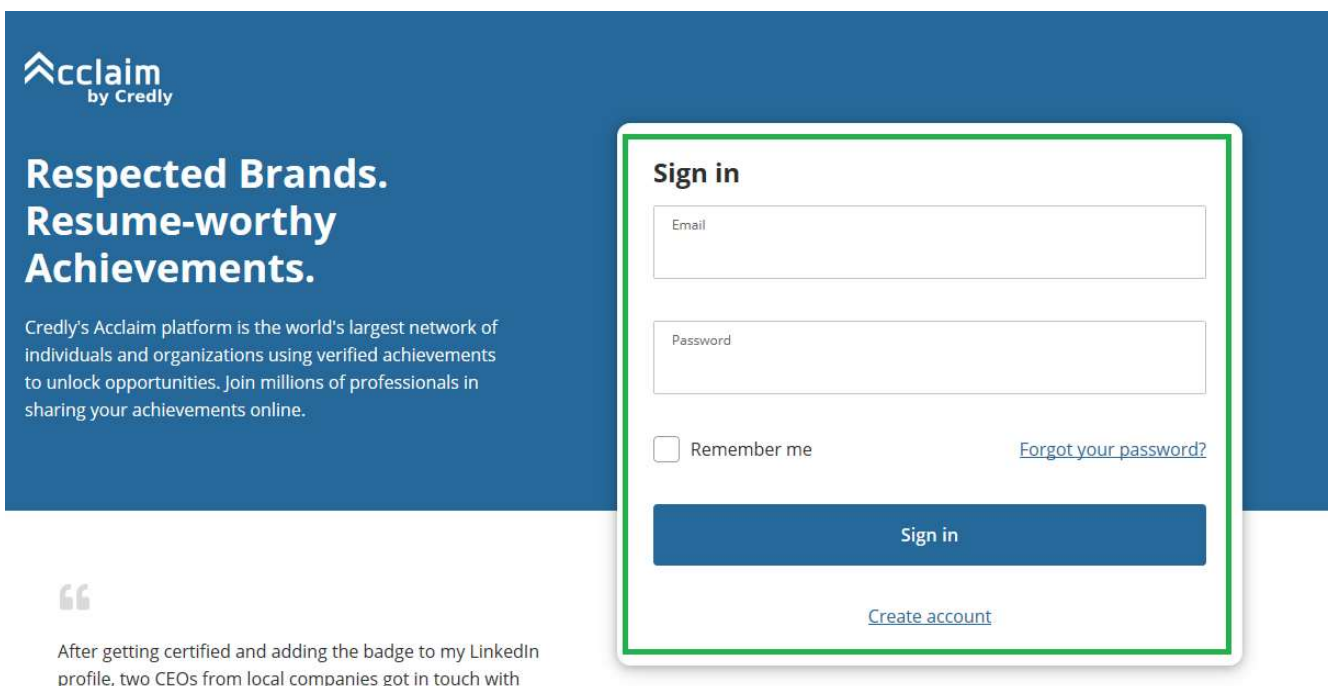 Acclaim
by Credly
Respected Brands.
Resume-worthy
Achievements.
Credly's Acclaim platform is the world's largest network of
individuals and organizations using verified achievements
to unlock opportunities. Join millions of professionals in
sharing your achievements online.
Sign in
Email
Password
Remember me
Forgot your password?
Sign in
Create account
“
After getting certified and adding the badge to my LinkedIn
profile, two CEOs from local companies got in touch with